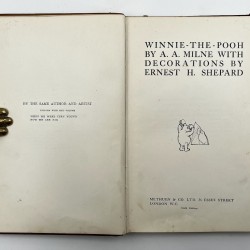 BY THE SAME AUTHOR AND ARTIST
WHEN WE WERE VERY YOUNG
WINNIE-THE-POOH
BY A. A. MILNE WITH
DECORATIONS BY
ERNEST H. SHEPARD
METHUEN & CO. LTD. 36 ESSEX STREET
LONDON W.C.